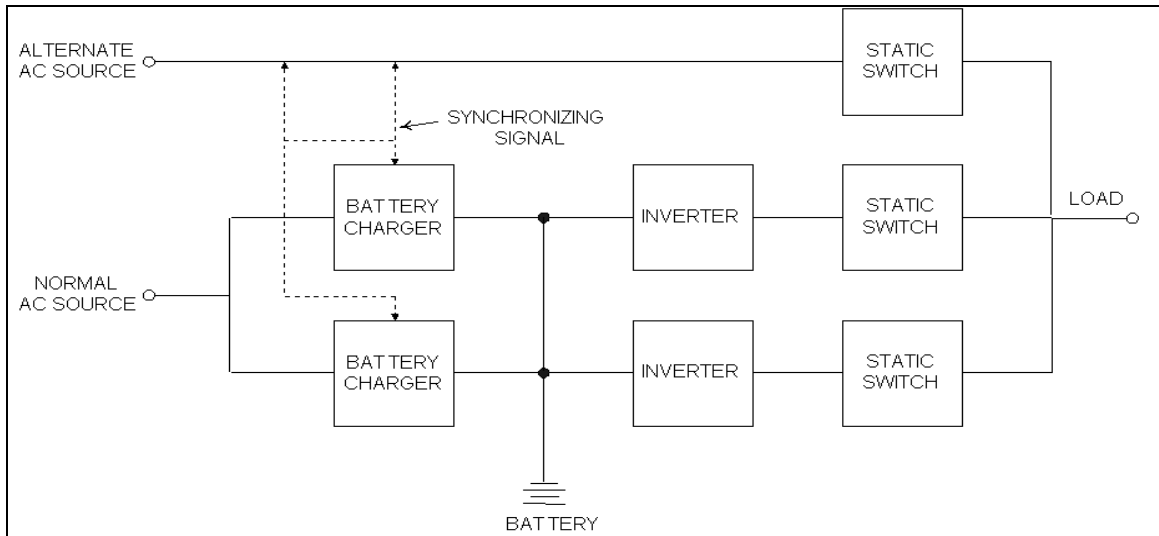 ALTERNATE
AC SOURCE
STATIC
SWITCH
SYNCHRONIZING
SIGNAL
BATTERY
CHARGER
INVERTER
STATIC
SWITCH
LOAD
NORMAL
AC SOURCE
BATTERY
CHARGER
INVERTER
STATIC
SWITCH
BATTERY